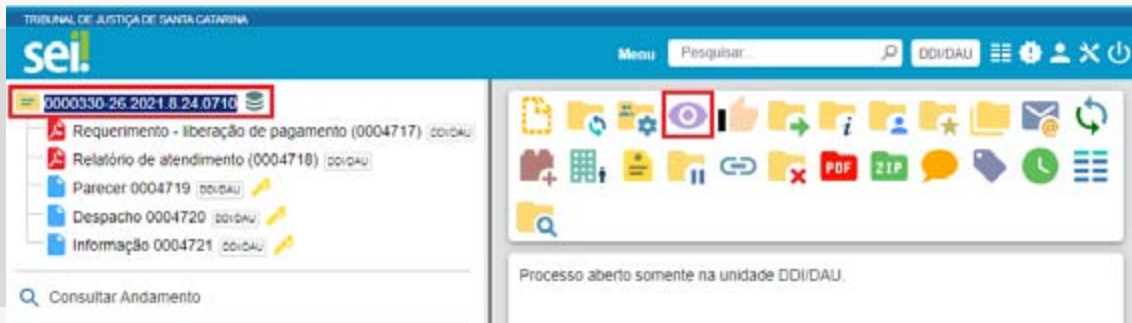 TRIBUNAL DE JUSTIÇA DE SANTA CATARINA
sei!
Menu Pesquisar... DDI/DAU
0000330-26.2021.8.24.0710
Requerimento - liberação de pagamento (0004717) DDI/DAU
Relatório de atendimento (0004718) DDI/DAU
Parecer 0004719 DDI/DAU
Despacho 0004720 DDI/DAU
Informação 0004721 DDI/DAU
Consultar Andamento
PDF ZIP
Processo aberto somente na unidade DDI/DAU.